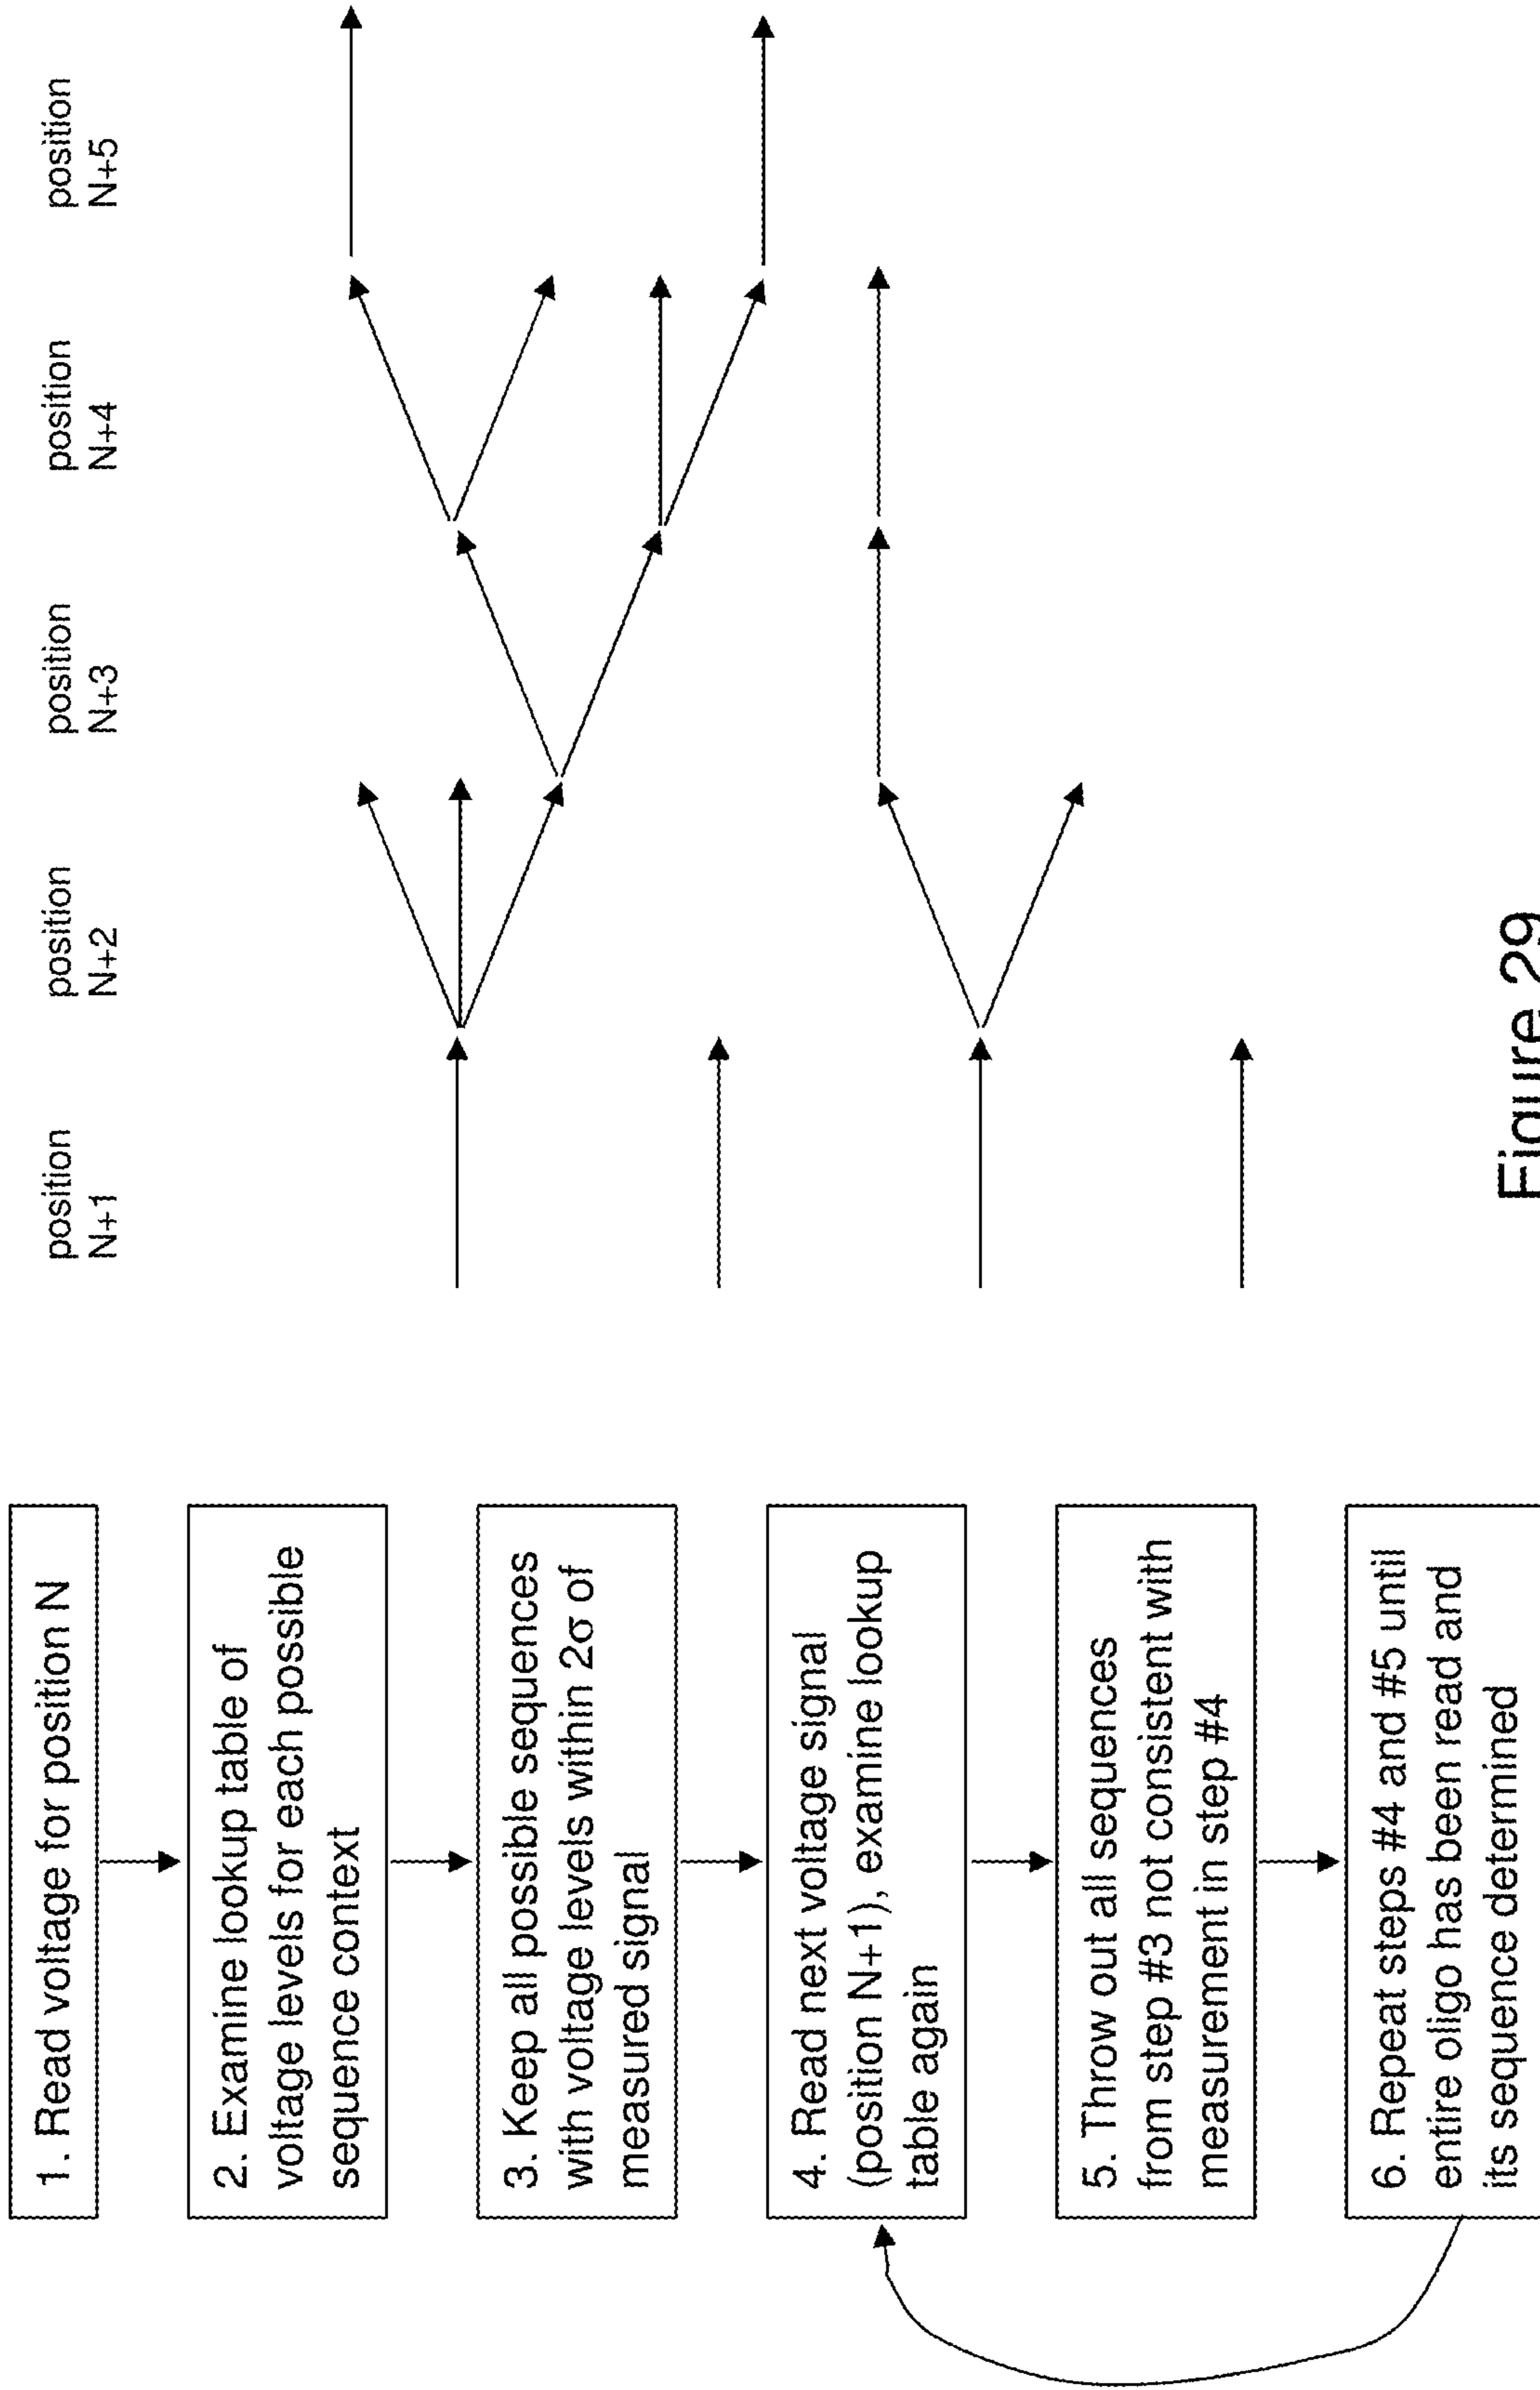 1. Read voltage for position N
2. Examine lookup table of
voltage levels for each possible
sequence context
3. Keep all possible sequences
with voltage levels within 2σ of
measured signal
4. Read next voltage signal
(position N+1), examine lookup
table again
5. Throw out all sequences
from step #3 not consistent with
measurement in step #4
6. Repeat steps #4 and #5 until
entire oligo has been read and
its sequence determined
position
N+1
position
N+2
position
N+3
position
N+4
position
N+5
Figure 29